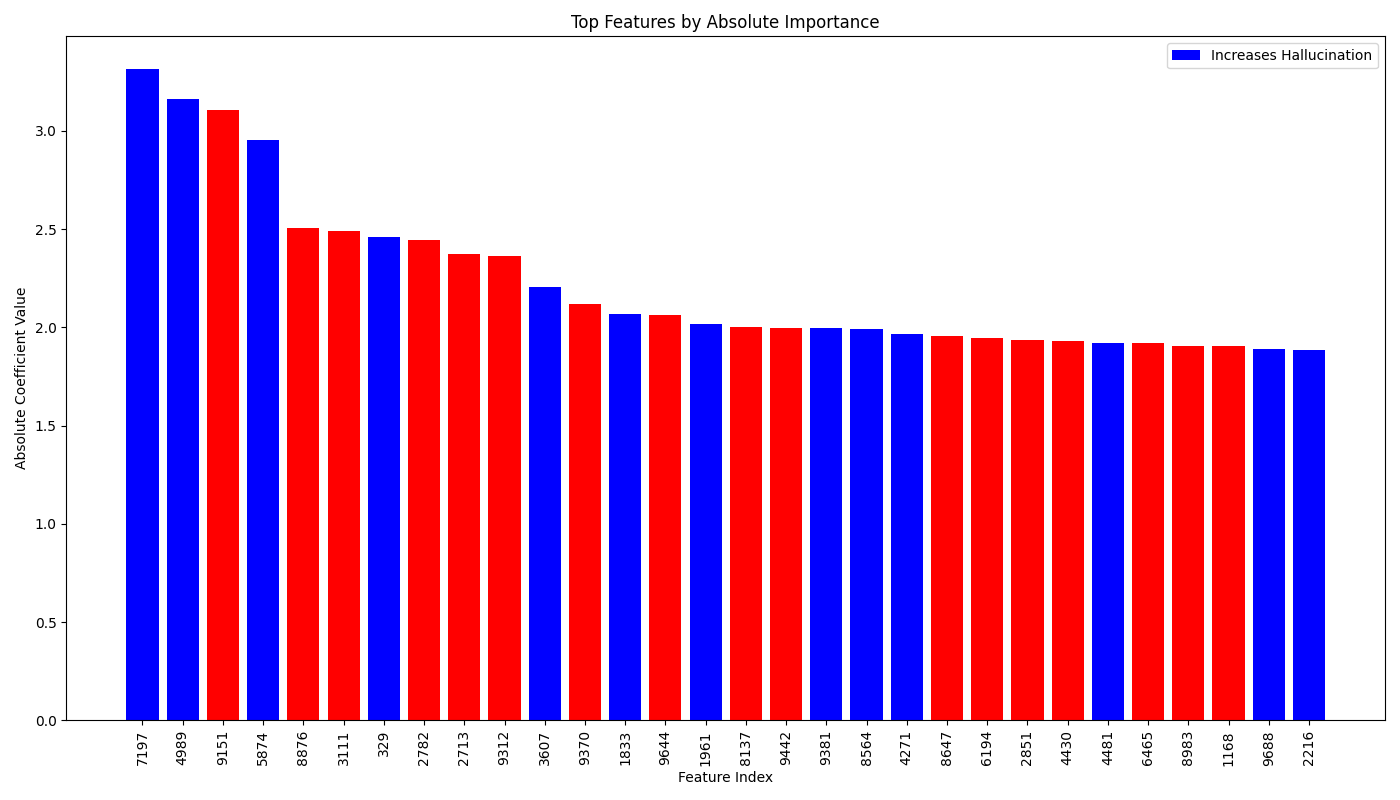 Top Features by Absolute Importance
Increases Hallucination
Absolute Coefficient Value
3.0
2.5
2.0
1.5
1.0
0.5
0.0
7197 4989 9151 5874 8876 3111 329 2782 2713 9312 3607 9370 1833 9644 1961 8137 9442 9381 8564 4271 8647 6194 2851 4430 4481 6465 8983 1168 9688 2216
Feature Index